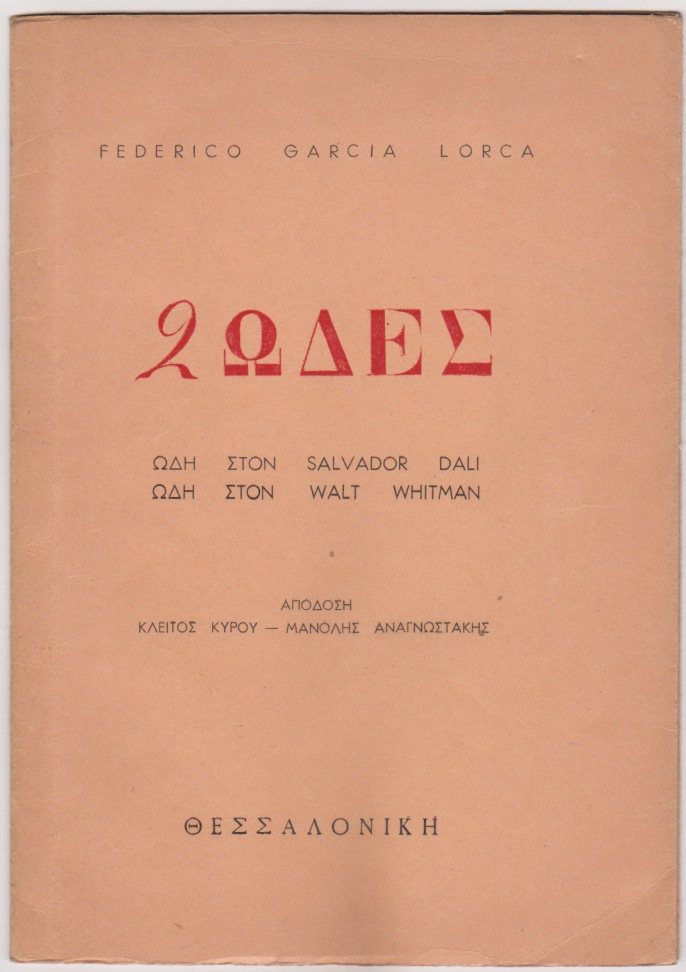 FEDERICO GARCIA LORCA
2 ΩΔΕΣ
ΩΔΗ ΣΤΟΝ SALVADOR DALI
ΩΔΗ ΣΤΟΝ WALT WHITMAN
ΑΠΟΔΟΣΗ
ΚΛΕΙΤΟΣ ΚΥΡΟΥ — ΜΑΝΟΛΗΣ ΑΝΑΓΝΩΣΤΑΚΗΣ
ΘΕΣΣΑΛΟΝΙΚΗ